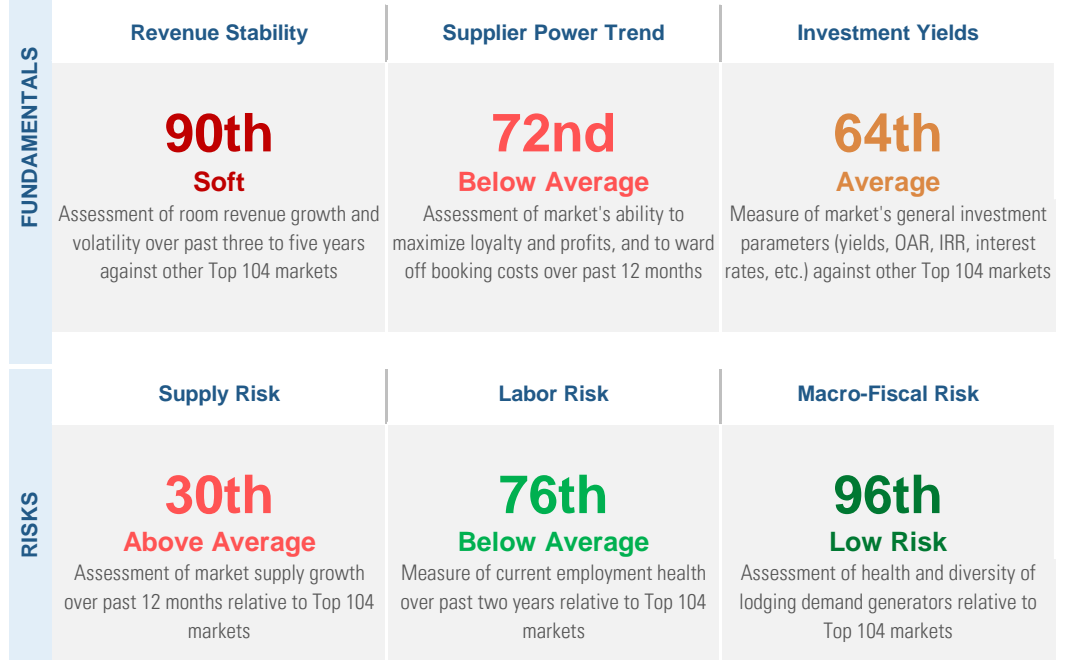 FUNDAMENTALS
Revenue Stability
90th
Soft
Assessment of room revenue growth and
volatility over past three to five years
against other Top 104 markets
Supplier Power Trend
72nd
Below Average
Assessment of market's ability to
maximize loyalty and profits, and to ward
off booking costs over past 12 months
Investment Yields
64th
Average
Measure of market's general investment
parameters (yields, OAR, IRR, interest
rates, etc.) against other Top 104 markets
RISKS
Supply Risk
30th
Above Average
Assessment of market supply growth
over past 12 months relative to Top 104
markets
Labor Risk
76th
Below Average
Measure of current employment health
over past two years relative to Top 104
markets
Macro-Fiscal Risk
96th
Low Risk
Assessment of health and diversity of
lodging demand generators relative to
Top 104 markets